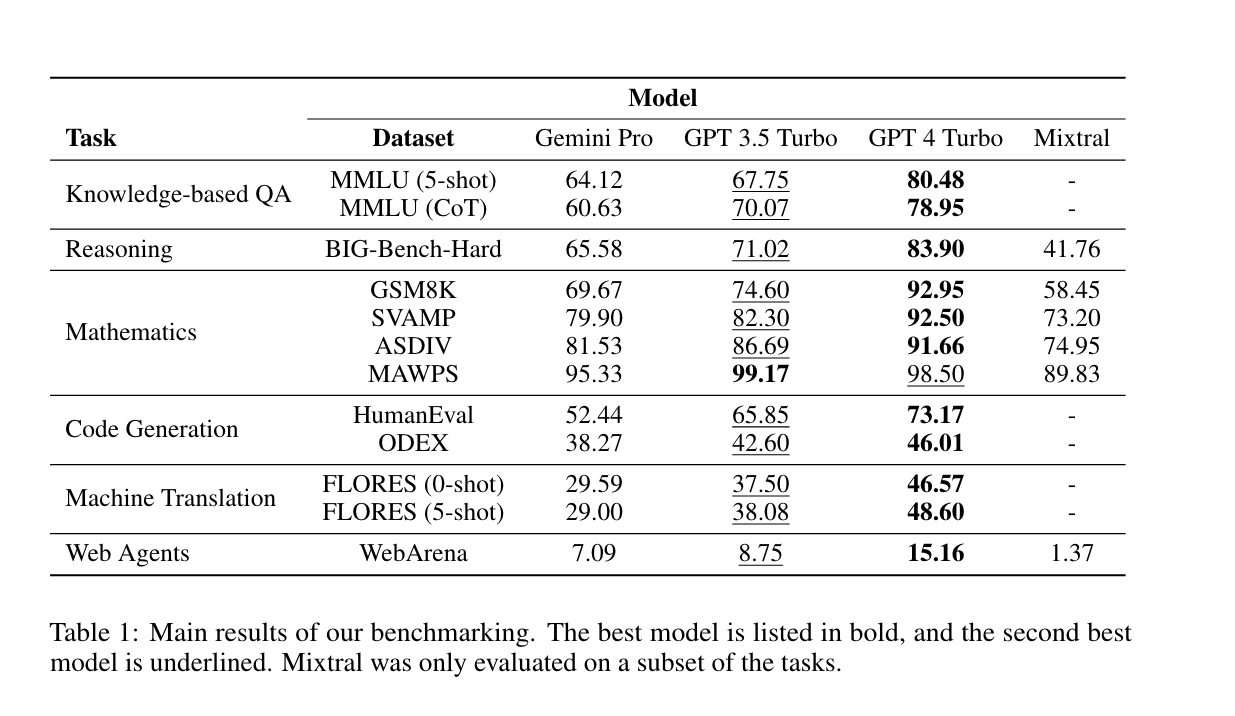 Model
Task Dataset Gemini Pro GPT 3.5 Turbo GPT 4 Turbo Mixtral
Knowledge-based QA
MMLU (5-shot) 64.12 67.75 80.48 -
MMLU (CoT) 60.63 70.07 78.95 -
Reasoning BIG-Bench-Hard 65.58 71.02 83.90 41.76
Mathematics
GSM8K 69.67 74.60 92.95 58.45
SVAMP 79.90 82.30 92.50 73.20
ASDIV 81.53 86.69 91.66 74.95
MAWPS 95.33 99.17 98.50 89.83
Code Generation
HumanEval 52.44 65.85 73.17 -
ODEX 38.27 42.60 46.01 -
Machine Translation
FLORES (0-shot) 29.59 37.50 46.57 -
FLORES (5-shot) 29.00 38.08 48.60 -
Web Agents WebArena 7.09 8.75 15.16 1.37
Table 1: Main results of our benchmarking. The best model is listed in bold, and the second best
model is underlined. Mixtral was only evaluated on a subset of the tasks.